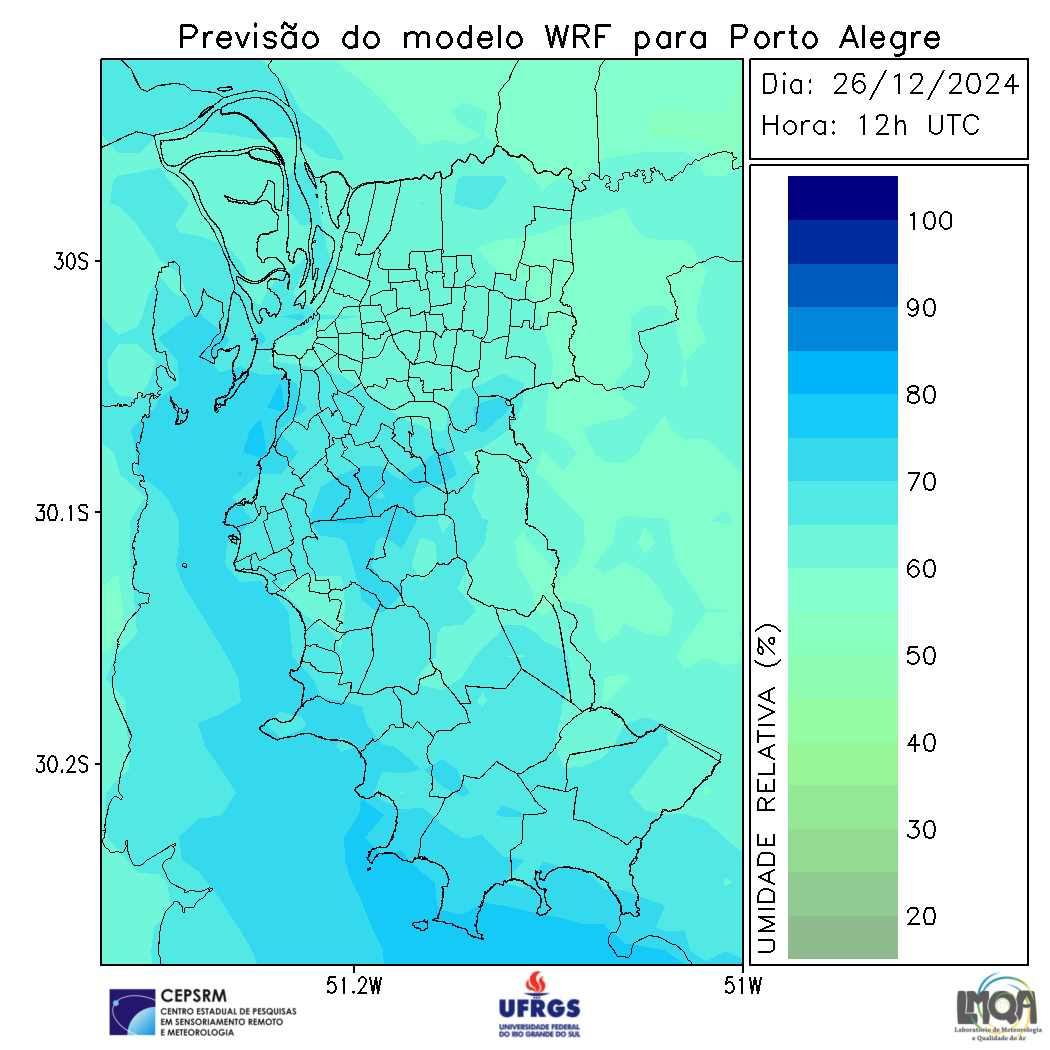 Previsão do modelo WRF para Porto Alegre
Dia: 26/12/2024
Hora: 12h UTC
30S
30.1S
30.2S
51.2W
51W
UMIDADE RELATIVA (%)
100
90
80
70
60
50
40
30
20
CEPSRM
CENTRO ESTADUAL DE PESQUISAS
EM SENSORIAMENTO REMOTO
E METEOROLOGIA
UFRGS
UNIVERSIDADE FEDERAL
DO RIO GRANDE DO SUL
LMQA
Laboratório de Meteorologia
e Qualidade do Ar